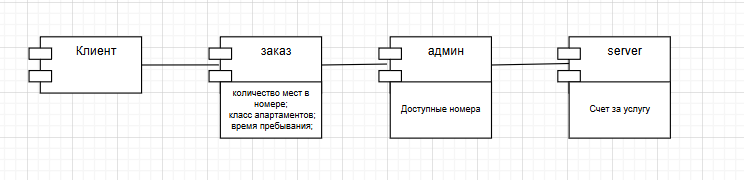 Клиент
заказ
количество мест в
номере;
класс апартаментов;
время пребывания;
админ
Доступные номера
server
Счет за услугу